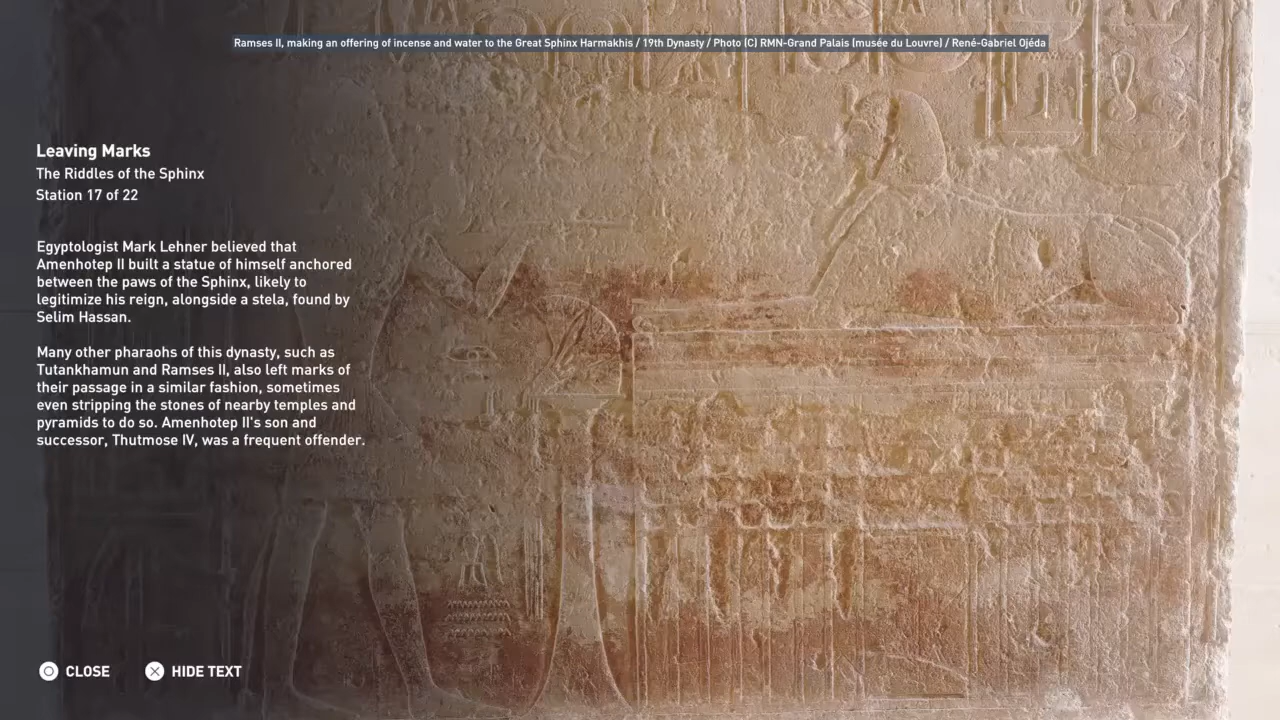 Ramses II, making an offering of incense and water to the Great Sphinx Harmakhis / 19th Dynasty / Photo (C) RMN-Grand Palais (musée du Louvre) / René-Gabriel Ojéda
Leaving Marks
The Riddles of the Sphinx
Station 17 of 22
Egyptologist Mark Lehner believed that
Amenhotep II built a statue of himself anchored
between the paws of the Sphinx, likely to
legitimize his reign, alongside a stela, found by
Selim Hassan.
Many other pharaohs of this dynasty, such as
Tutankhamun and Ramses II, also left marks of
their passage in a similar fashion, sometimes
even stripping the stones of nearby temples and
pyramids to do so. Amenhotep II's son and
successor, Thutmose IV, was a frequent offender.
CLOSE HIDE TEXT